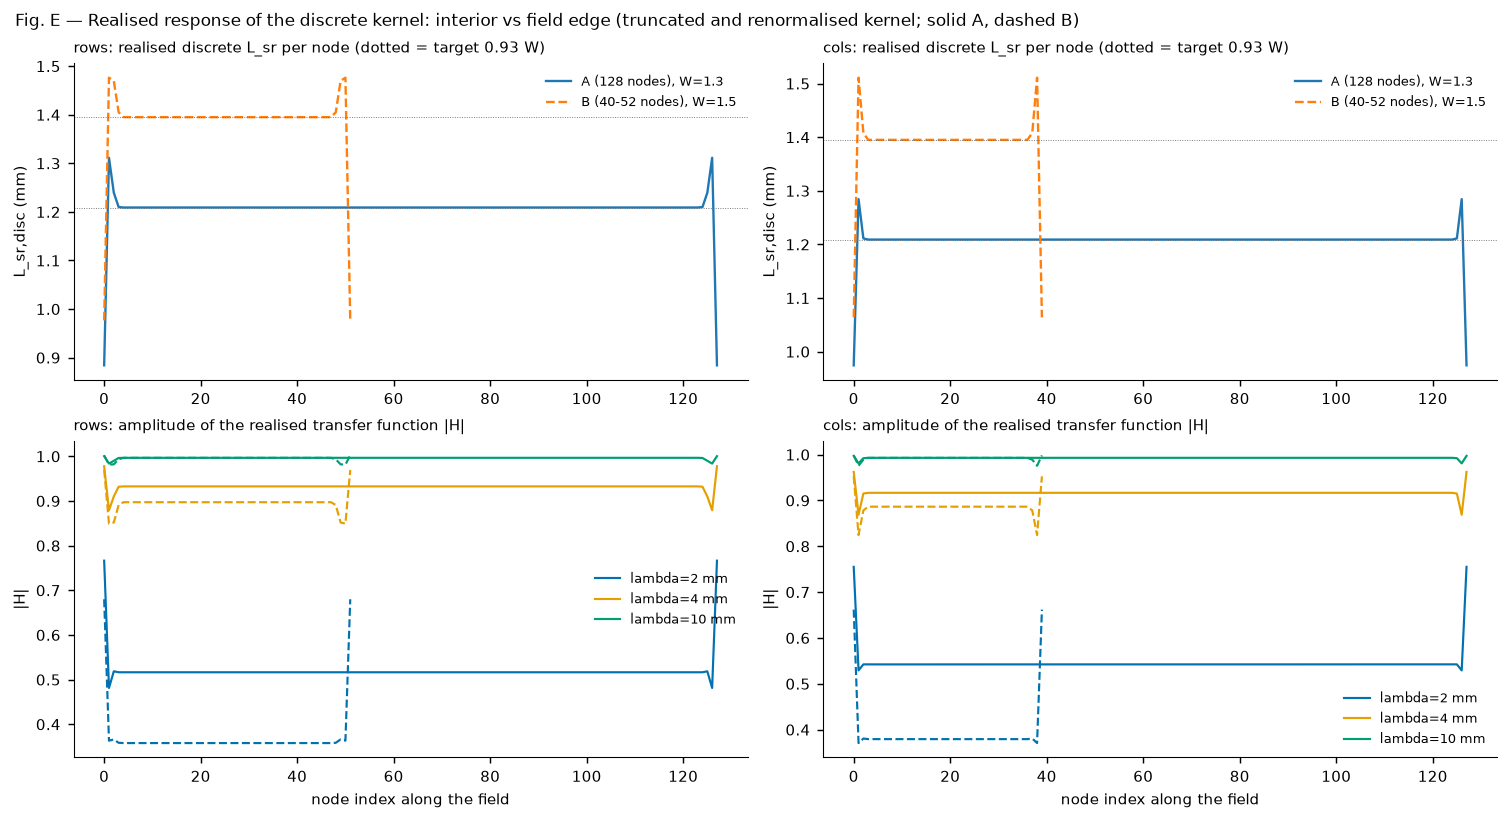 Fig. E — Realised response of the discrete kernel: interior vs field edge (truncated and renormalised kernel; solid A, dashed B)
rows: realised discrete L_sr per node (dotted = target 0.93 W)
1.5
1.4
1.3
1.2
1.1
1.0
0.9
L_sr,disc (mm)
A (128 nodes), W=1.3
B (40-52 nodes), W=1.5
0 20 40 60 80 100 120
cols: realised discrete L_sr per node (dotted = target 0.93 W)
1.5
1.4
1.3
1.2
1.1
1.0
L_sr,disc (mm)
A (128 nodes), W=1.3
B (40-52 nodes), W=1.5
0 20 40 60 80 100 120
rows: amplitude of the realised transfer function |H|
1.0
0.9
0.8
0.7
0.6
0.5
0.4
|H|
lambda=2 mm
lambda=4 mm
lambda=10 mm
0 20 40 60 80 100 120
node index along the field
cols: amplitude of the realised transfer function |H|
1.0
0.9
0.8
0.7
0.6
0.5
0.4
|H|
lambda=2 mm
lambda=4 mm
lambda=10 mm
0 20 40 60 80 100 120
node index along the field